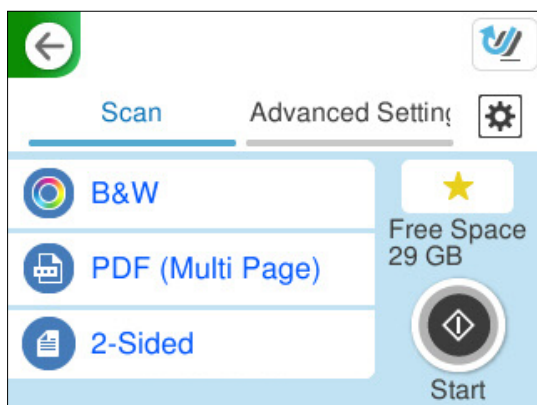 Scan
Advanced Setting
B&W
PDF (Multi Page)
2-Sided
Free Space
29 GB
Start